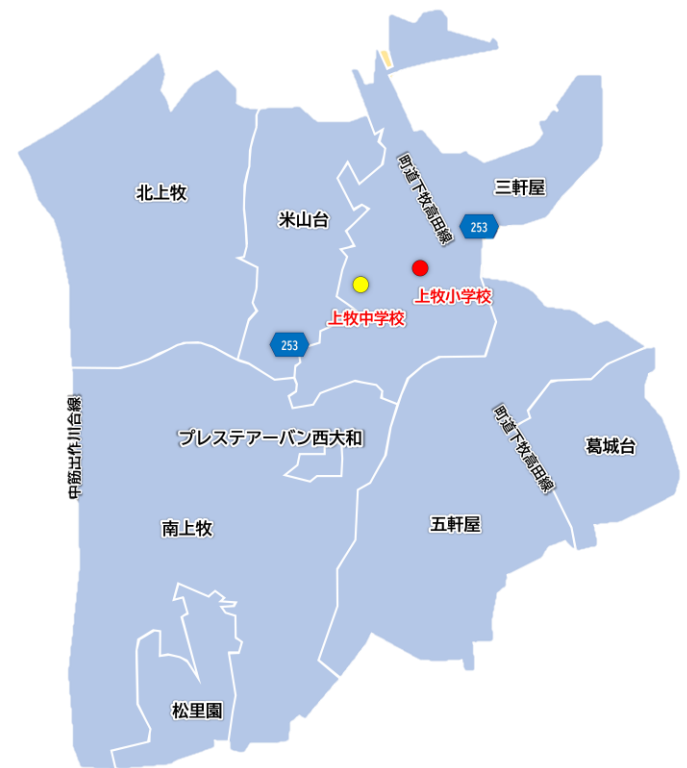 北上牧
米山台
町道下牧高田線
三軒屋
253
上牧小学校
上牧中学校
253
中筋出作川合線
プレステアーバン西大和
町道下牧高田線
葛城台
南上牧
五軒屋
松里園